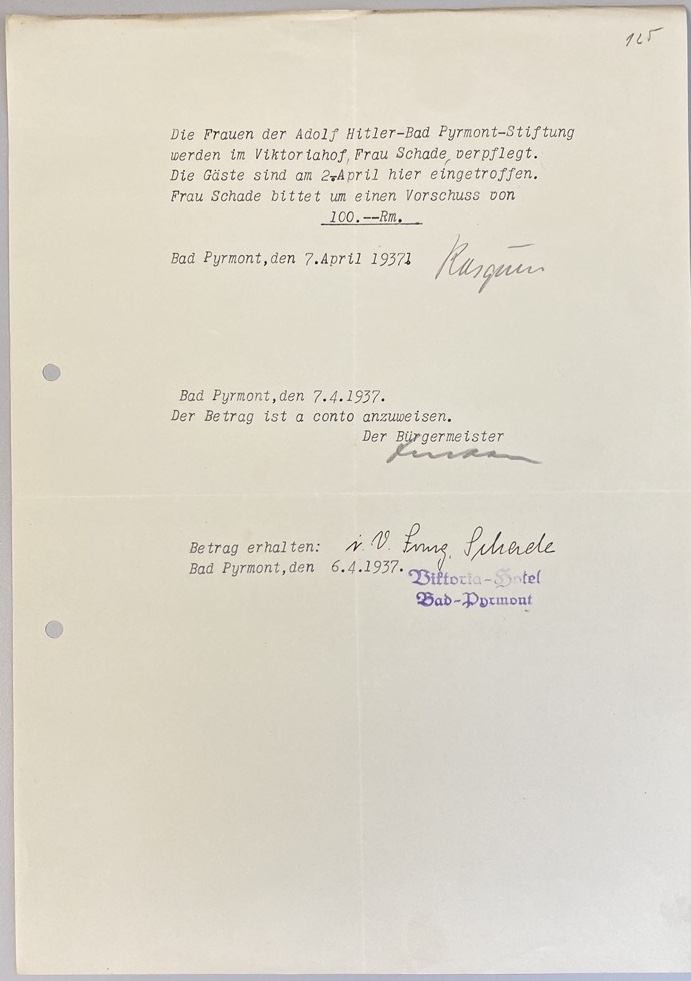 125
Die Frauen der Adolf Hitler-Bad Pyrmont-Stiftung
werden im Viktoriahof, Frau Schade, verpflegt.
Die Gäste sind am 2.April hier eingetroffen.
Frau Schade bittet um einen Vorschuss von
100.--Rm.
Bad Pyrmont,den 7.April 1937.
Bad Pyrmont,den 7.4.1937.
Der Betrag ist a conto anzuweisen.
Der Bürgermeister
Betrag erhalten: i. V. Schade
Bad Pyrmont,den 6.4.1937.
Viktoria-Hotel
Bad-Pyrmont